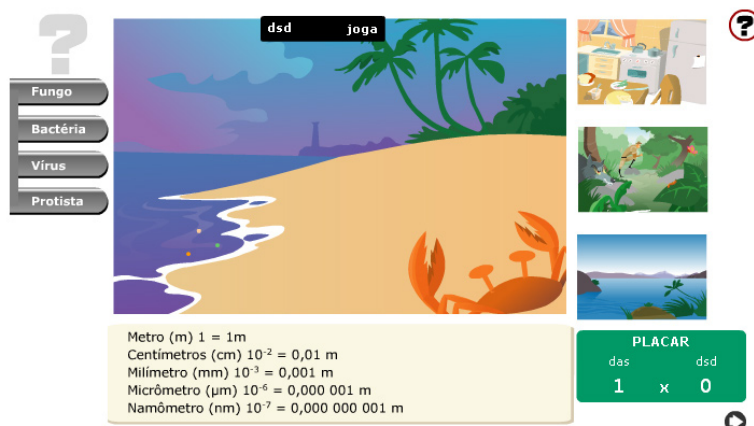 dsd joga
?
?
Fungo
Bactéria
Vírus
Protista
Metro (m) 1 = 1m
Centímetros (cm) 10⁻² = 0,01 m
Milímetro (mm) 10⁻³ = 0,001 m
Micrômetro (µm) 10⁻⁶ = 0,000 001 m
Namômetro (nm) 10⁻⁷ = 0,000 000 001 m
PLACAR
das dsd
1 x 0